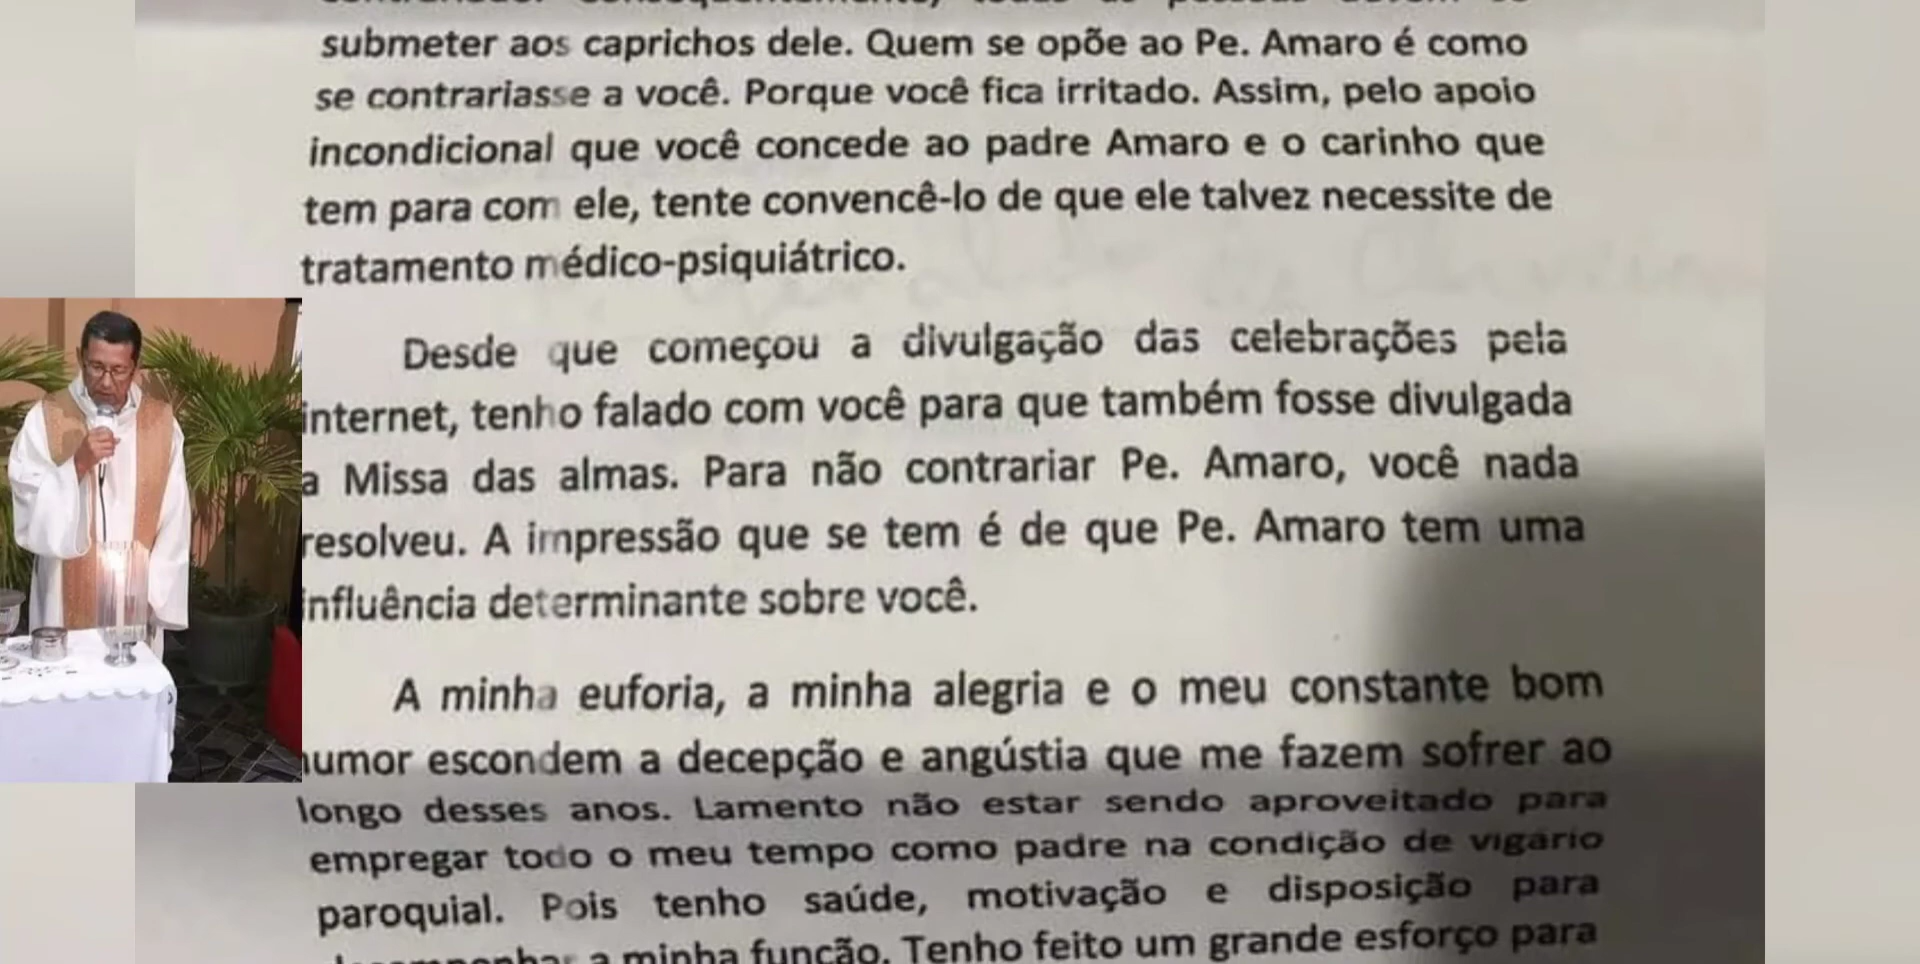 submeter aos caprichos dele. Quem se opõe ao Pe. Amaro é como
se contrariasse a você. Porque você fica irritado. Assim, pelo apoio
incondicional que você concede ao padre Amaro e o carinho que
tem para com ele, tente convencê-lo de que ele talvez necessite de
tratamento médico-psiquiátrico.
Desde que começou a divulgação das celebrações pela
internet, tenho falado com você para que também fosse divulgada
a Missa das almas. Para não contrariar Pe. Amaro, você nada
resolveu. A impressão que se tem é de que Pe. Amaro tem uma
influência determinante sobre você.
A minha euforia, a minha alegria e o meu constante bom
humor escondem a decepção e angústia que me fazem sofrer ao
longo desses anos. Lamento não estar sendo aproveitado para
empregar todo o meu tempo como padre na condição de vigário
paroquial. Pois tenho saúde, motivação e disposição para
a minha função. Tenho feito um grande esforço para